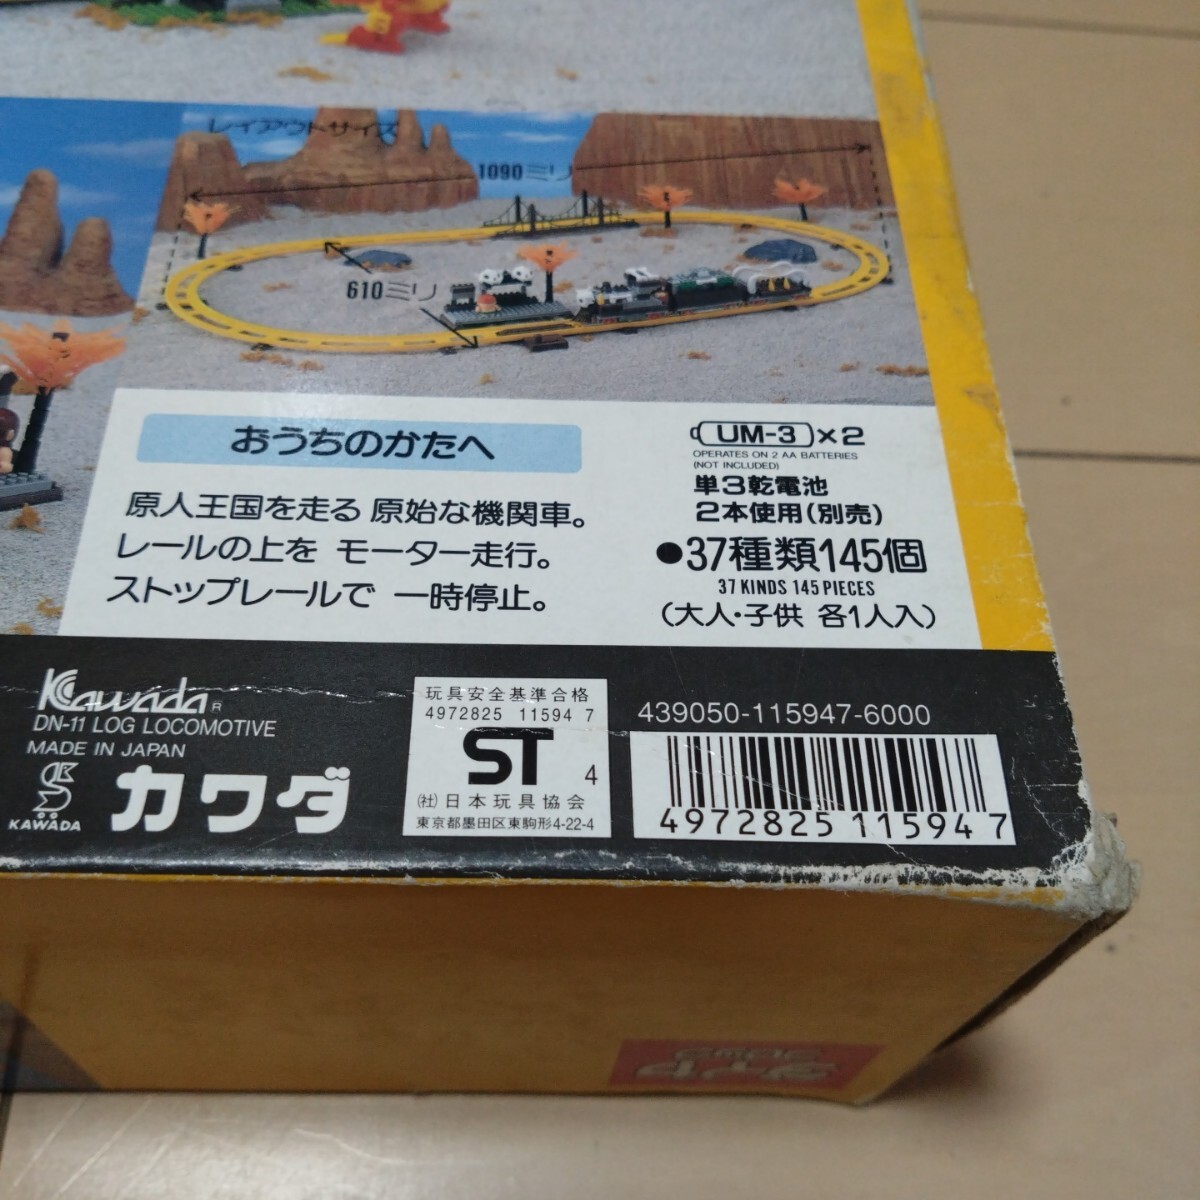 レイアウトサイズ
1090ミリ
610ミリ
おうちのかたへ
原人王国を走る 原始な機関車。
レールの上を モーター走行。
ストップレールで 一時停止。
UM-3×2
OPERATES ON 2 AA BATTERIES
(NOT INCLUDED)
単3乾電池
2本使用(別売)
●37種類145個
37 KINDS 145 PIECES
(大人・子供 各1人入)
Kawada R
DN-11 LOG LOCOMOTIVE
MADE IN JAPAN
KAWADA
カワダ
玩具安全基準合格
4972825 11594 7
ST 4
(社)日本玩具協会
東京都墨田区東駒形4-22-4
439050-115947-6000
4972825 115947
ダイヤ
ブロック